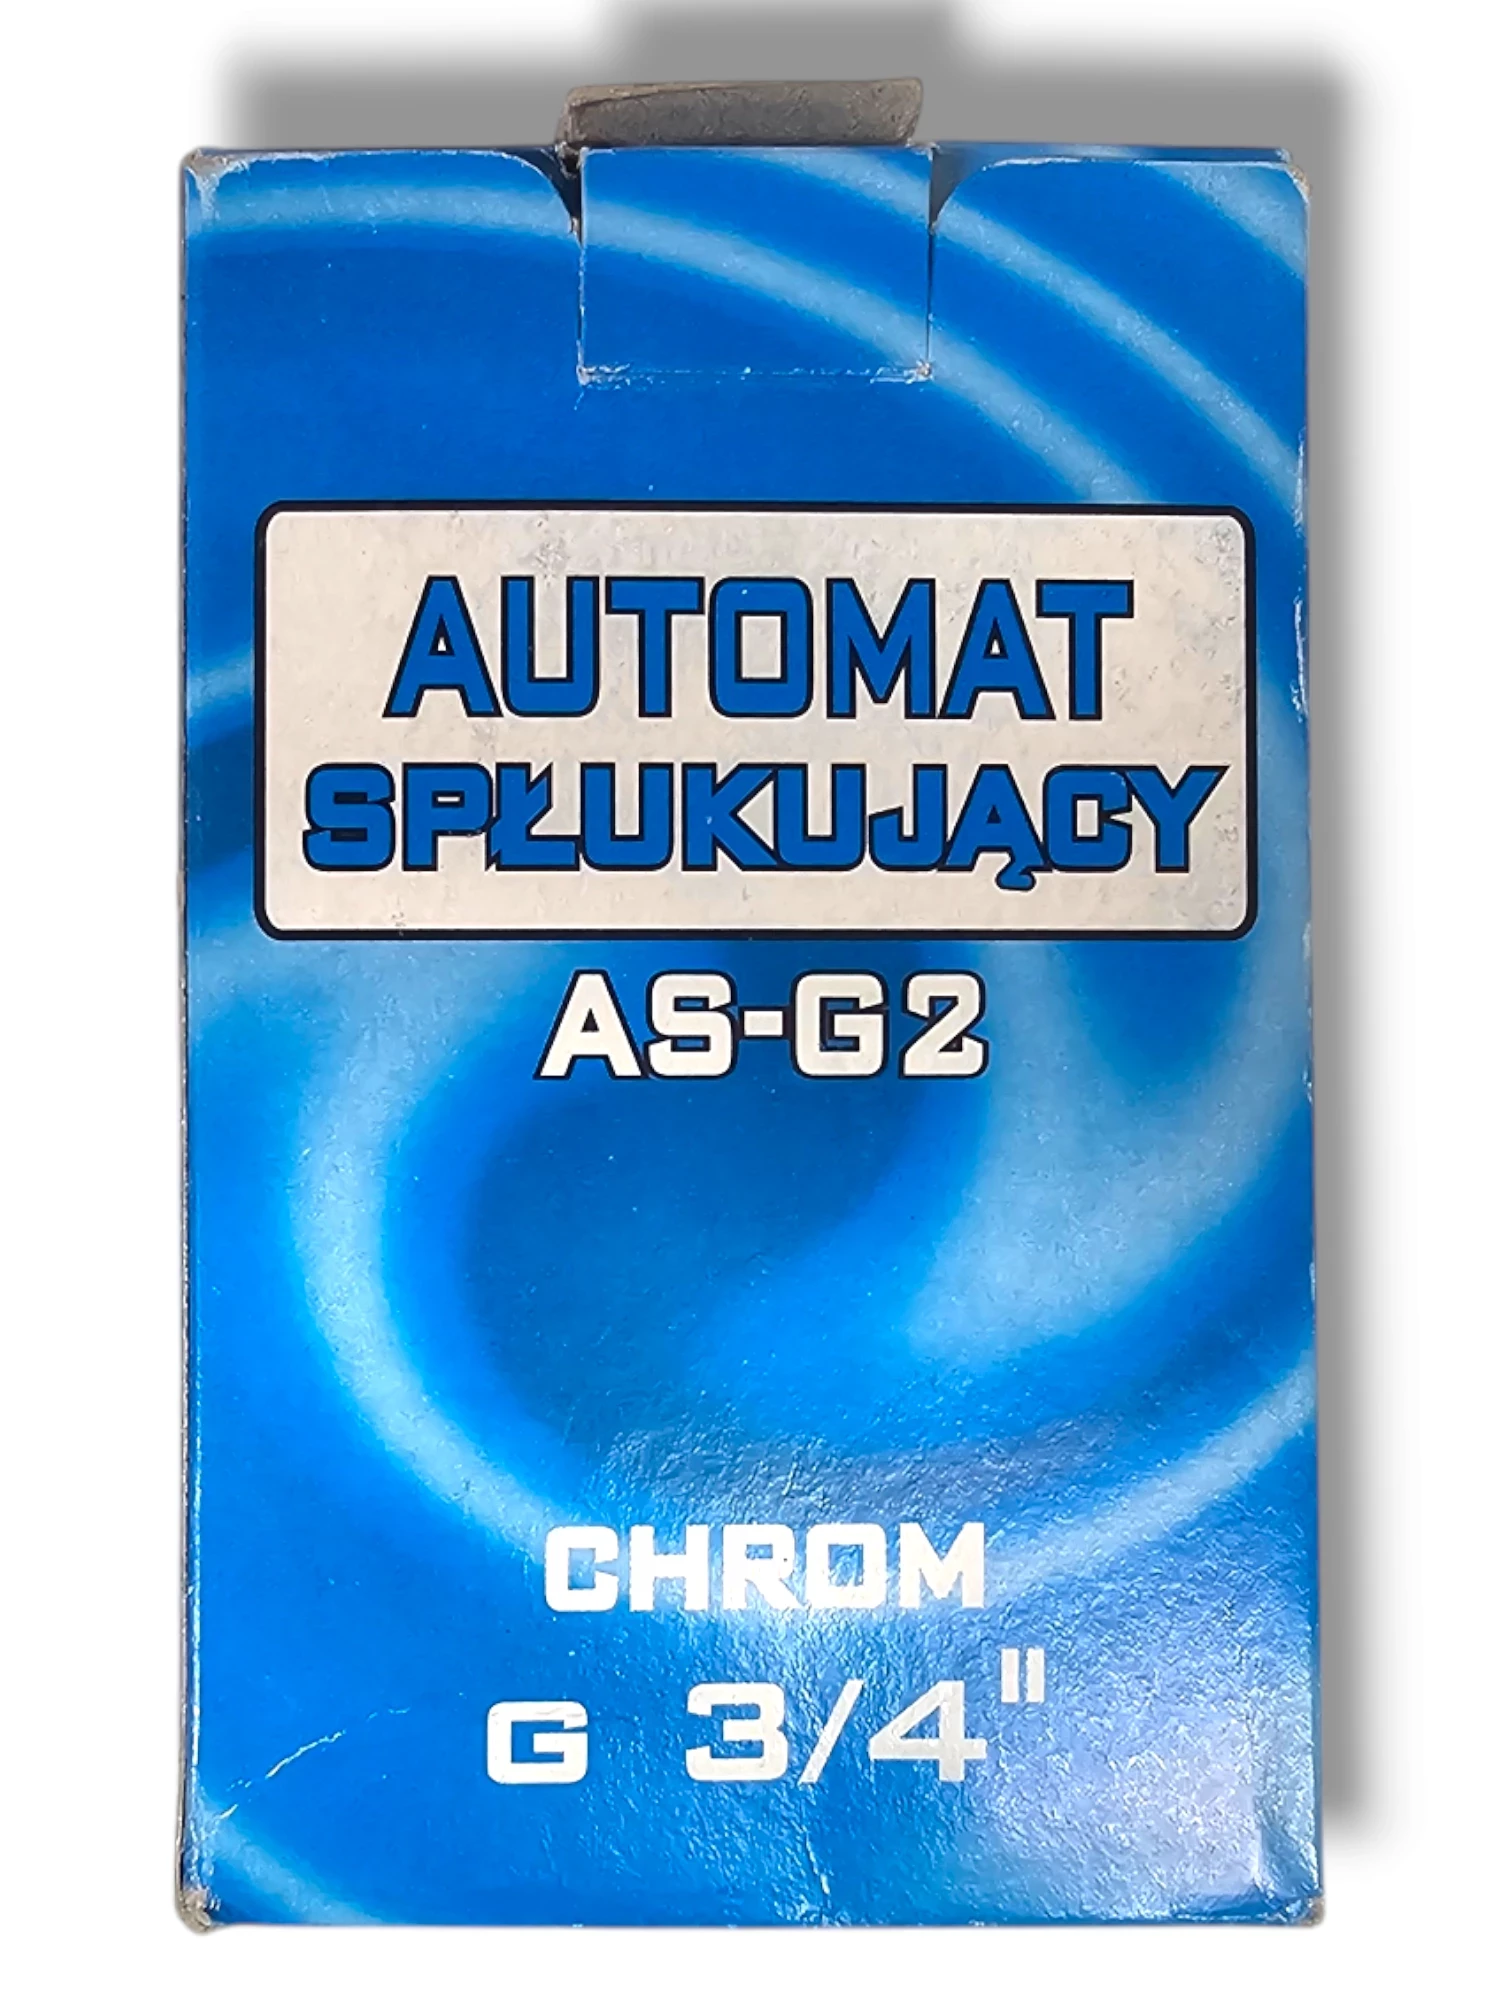 AUTOMAT
SPŁUKUJĄCY
AS-G2
CHROM
G 3/4"